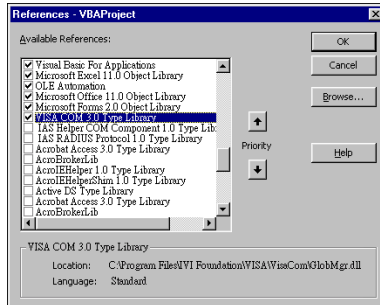 References - VBAProject
Available References:
OK
Cancel
Browse...
Help
Visual Basic For Applications
Microsoft Excel 11.0 Object Library
OLE Automation
Microsoft Office 11.0 Object Library
Microsoft Forms 2.0 Object Library
VISA COM 3.0 Type Library
IAS Helper COM Component 1.0 Type Lib:
IAS RADIUS Protocol 1.0 Type Library
Acrobat Access 3.0 Type Library
AcroBrokerLib
AcroIEHelper 1.0 Type Library
AcroIEHelperShim 1.0 Type Library
Active DS Type Library
Acrobat Access 3.0 Type Library
AcroBrokerLib
Priority
VISA COM 3.0 Type Library
Location: C:\Program Files\IVI Foundation\VISA\VisaCom\GlobMgr.dll
Language: Standard